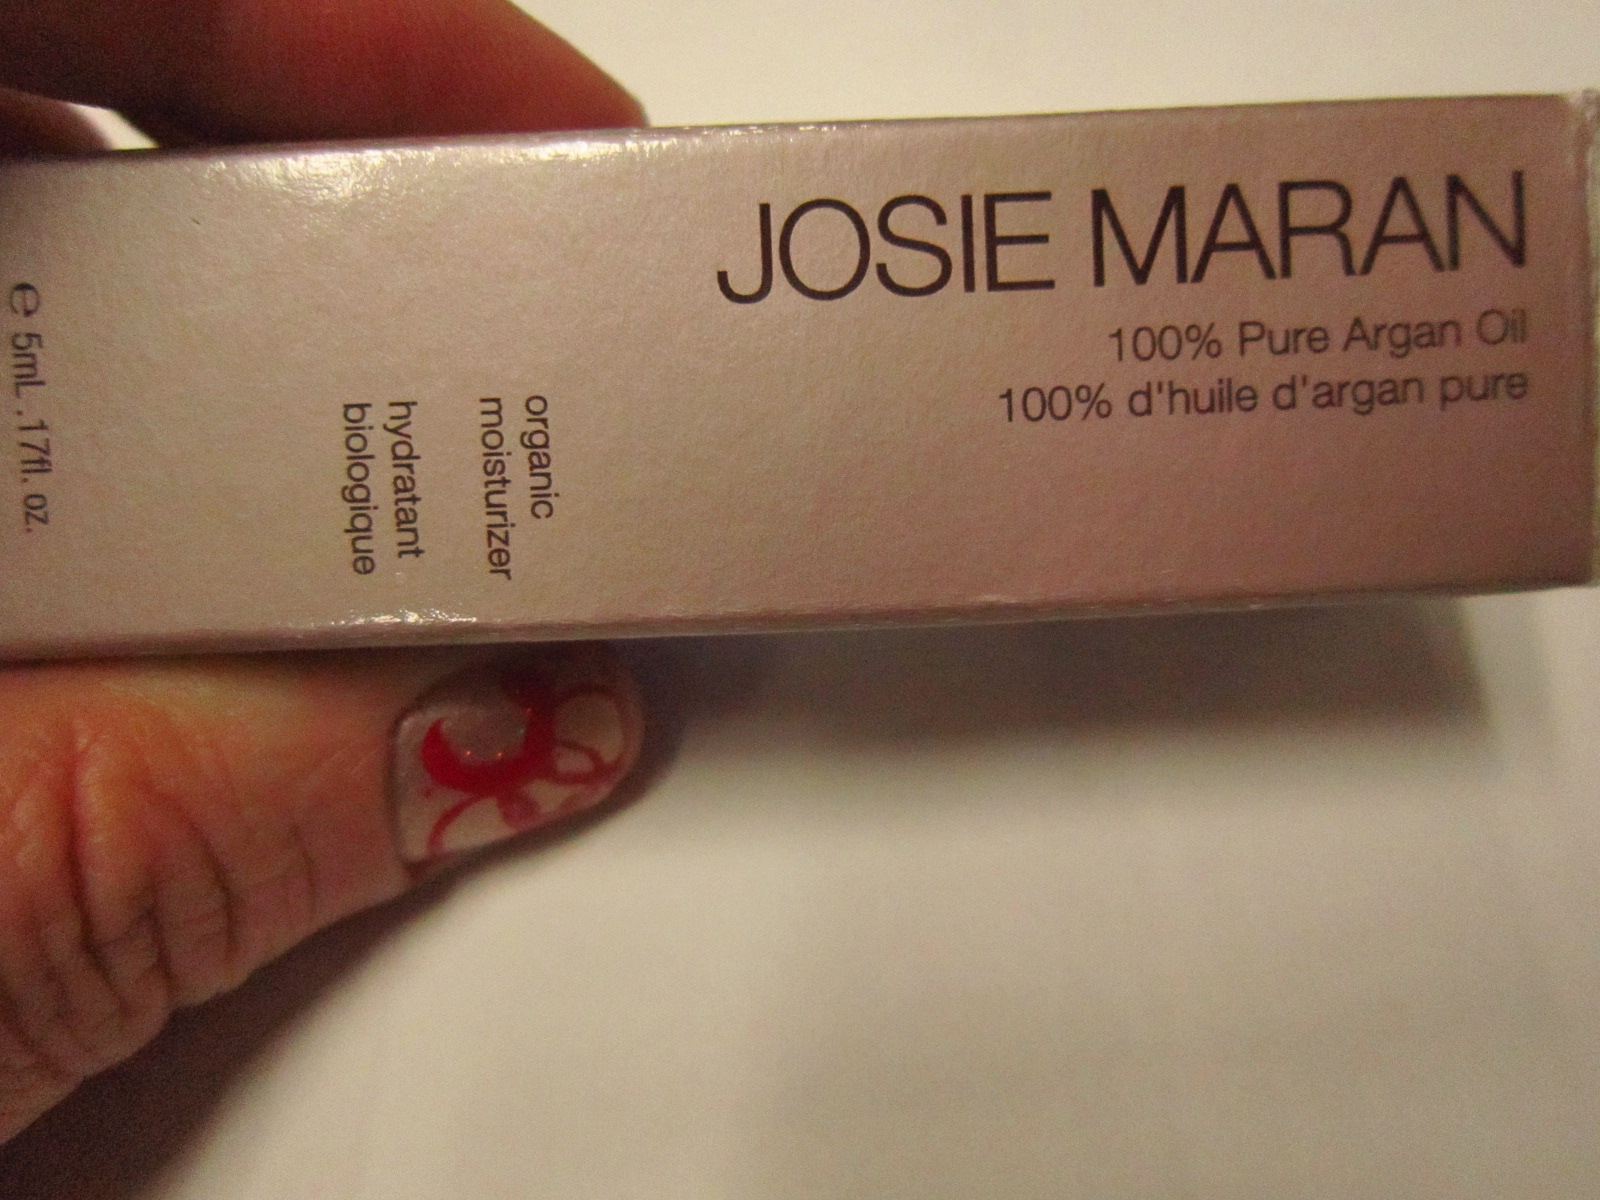 JOSIE MARAN
100% Pure Argan Oil
100% d'huile d'argan pure
organic
moisturizer
hydratant
biologique
e 5mL .17fl. oz.